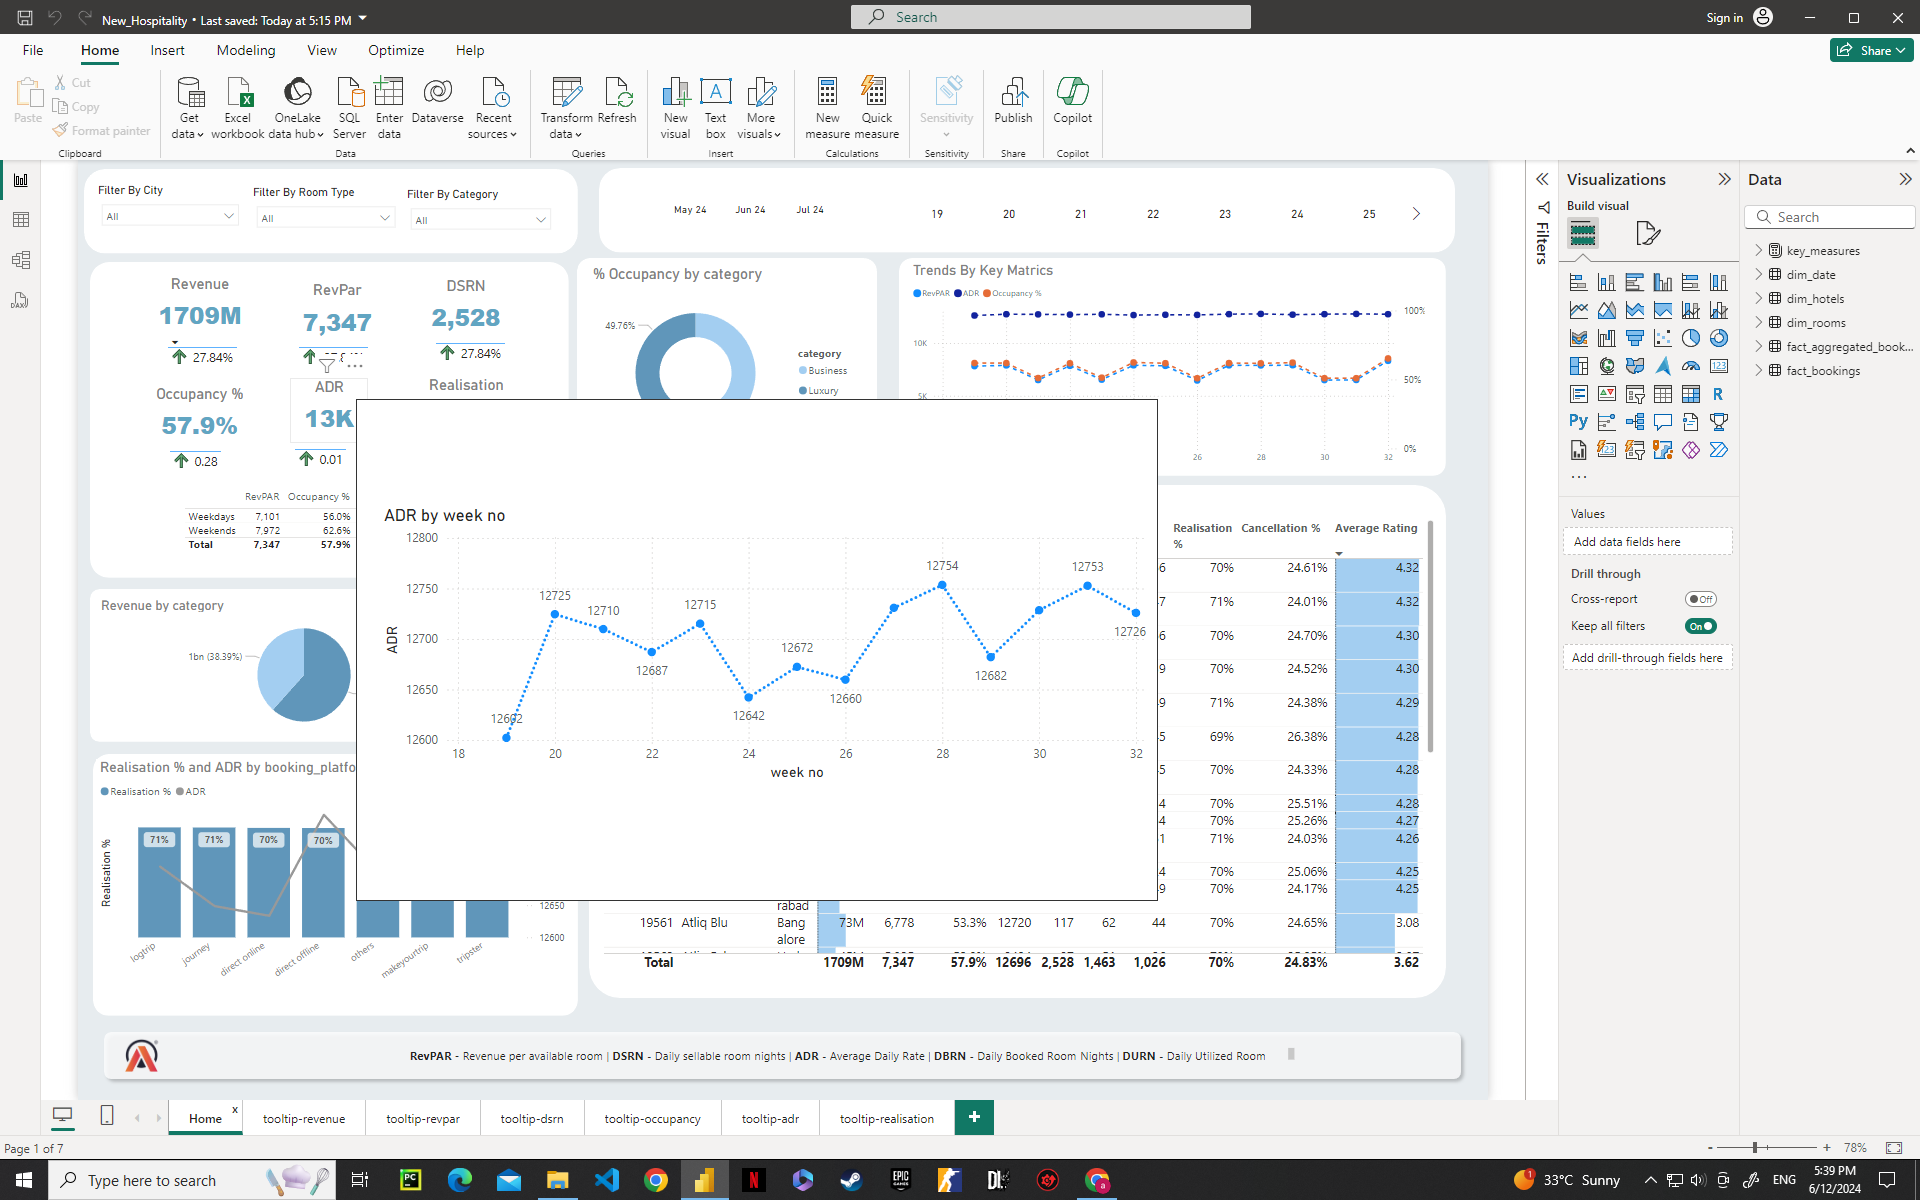 New_Hospitality • Last saved: Today at 5:15 PM
Search
Sign in
File Home Insert Modeling View Optimize Help
Share
Paste
Cut
Copy
Format painter
Clipboard
Get data
Excel workbook
OneLake data hub
SQL Server
Enter data
Dataverse
Recent sources
Data
Transform data
Refresh
Queries
New visual
Text box
More visuals
Insert
New measure
Quick measure
Calculations
Sensitivity
Sensitivity
Publish
Share
Copilot
Copilot
Filter By City
All
Filter By Room Type
All
Filter By Category
All
May 24 Jun 24 Jul 24
19 20 21 22 23 24 25
Revenue
1709M
27.84%
RevPar
7,347
DSRN
2,528
27.84%
Occupancy %
57.9%
0.28
ADR
13K
0.01
Realisation
RevPAR Occupancy %
Weekdays 7,101 56.0%
Weekends 7,972 62.6%
Total 7,347 57.9%
% Occupancy by category
49.76%
category
Business
Luxury
Trends By Key Matrics
RevPAR ADR Occupancy %
10K
5K
100%
50%
0%
26 28 30 32
Revenue by category
1bn (38.39%)
ADR by week no
ADR
12800
12750
12700
12650
12600
12602
12725
12710
12687
12715
12642
12672
12660
12754
12682
12753
12726
18 20 22 24 26 28 30 32
week no
Realisation % Cancellation % Average Rating
6 70% 24.61% 4.32
7 71% 24.01% 4.32
6 70% 24.70% 4.30
9 70% 24.52% 4.30
9 71% 24.38% 4.29
5 69% 26.38% 4.28
5 70% 24.33% 4.28
4 70% 25.51% 4.28
4 70% 25.26% 4.27
1 71% 24.03% 4.26
4 70% 25.06% 4.25
9 70% 24.17% 4.25
rabad
19561 Atliq Blu Bang alore 73M 6,778 53.3% 12720 117 62 44 70% 24.65% 3.08
Total 1709M 7,347 57.9% 12696 2,528 1,463 1,026 70% 24.83% 3.62
Realisation % and ADR by booking_platfo
Realisation % ADR
Realisation %
71% 71% 70% 70%
12650
12600
logtrip
journey
direct online
direct offline
others
makeyourtrip
tripster
RevPAR - Revenue per available room | DSRN - Daily sellable room nights | ADR - Average Daily Rate | DBRN - Daily Booked Room Nights | DURN - Daily Utilized Room
Filters
Visualizations
Build visual
Values
Add data fields here
Drill through
Cross-report Off
Keep all filters On
Add drill-through fields here
Data
Search
key_measures
dim_date
dim_hotels
dim_rooms
fact_aggregated_book...
fact_bookings
Home x tooltip-revenue tooltip-revpar tooltip-dsrn tooltip-occupancy tooltip-adr tooltip-realisation +
Page 1 of 7
- + 78%
Type here to search
33°C Sunny
ENG
5:39 PM
6/12/2024